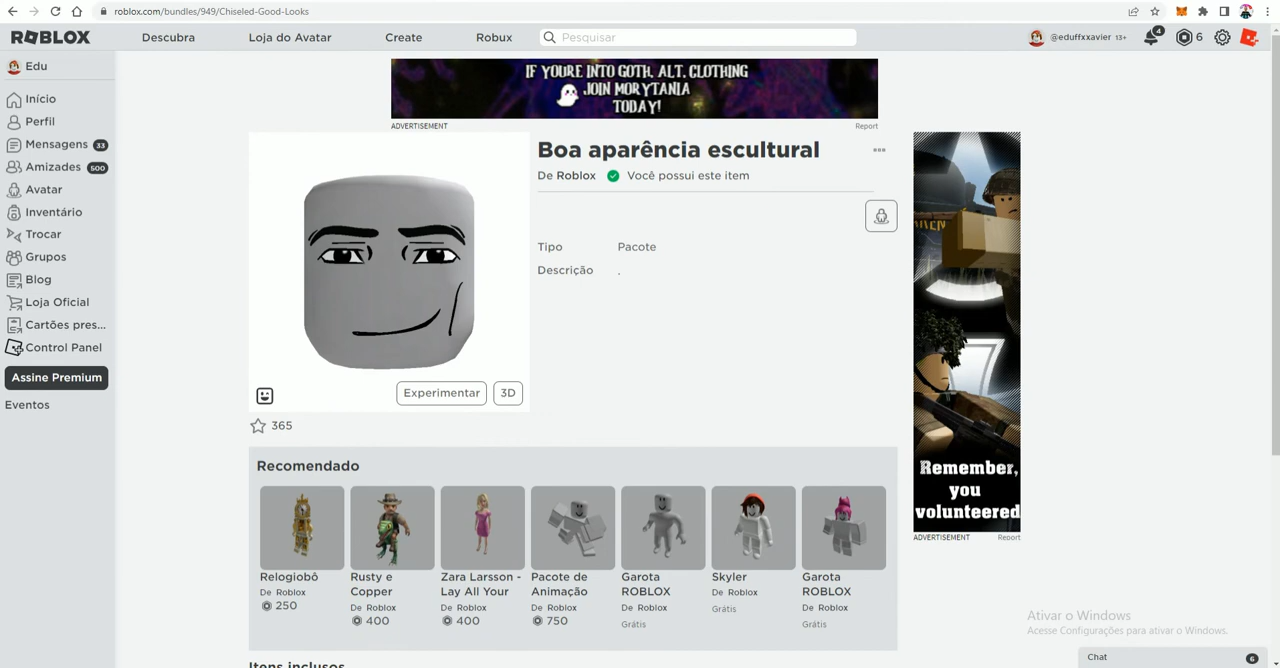 roblox.com/bundles/949/Chiseled-Good-Looks
ROBLOX
Descubra
Loja do Avatar
Create
Robux
Pesquisar
@eduffxxavier 13+
4
6
Edu
Início
Perfil
Mensagens 33
Amizades 500
Avatar
Inventário
Trocar
Grupos
Blog
Loja Oficial
Cartões pres...
Control Panel
Assine Premium
Eventos
IF YOURE INTO GOTH, ALT, CLOTHING
JOIN MORYTANIA
TODAY!
ADVERTISEMENT
Report
Boa aparência escultural
De Roblox
Você possui este item
Tipo
Pacote
Descrição
.
Experimentar
3D
365
Recomendado
Relogiobô
De Roblox
250
Rusty e
Copper
De Roblox
400
Zara Larsson -
Lay All Your
De Roblox
400
Pacote de
Animação
De Roblox
750
Garota
ROBLOX
De Roblox
Grátis
Skyler
De Roblox
Grátis
Garota
ROBLOX
De Roblox
Grátis
Remember,
you
volunteered
ADVERTISEMENT
Report
Ativar o Windows
Acesse Configurações para ativar o Windows.
Itens inclusos
Chat
6